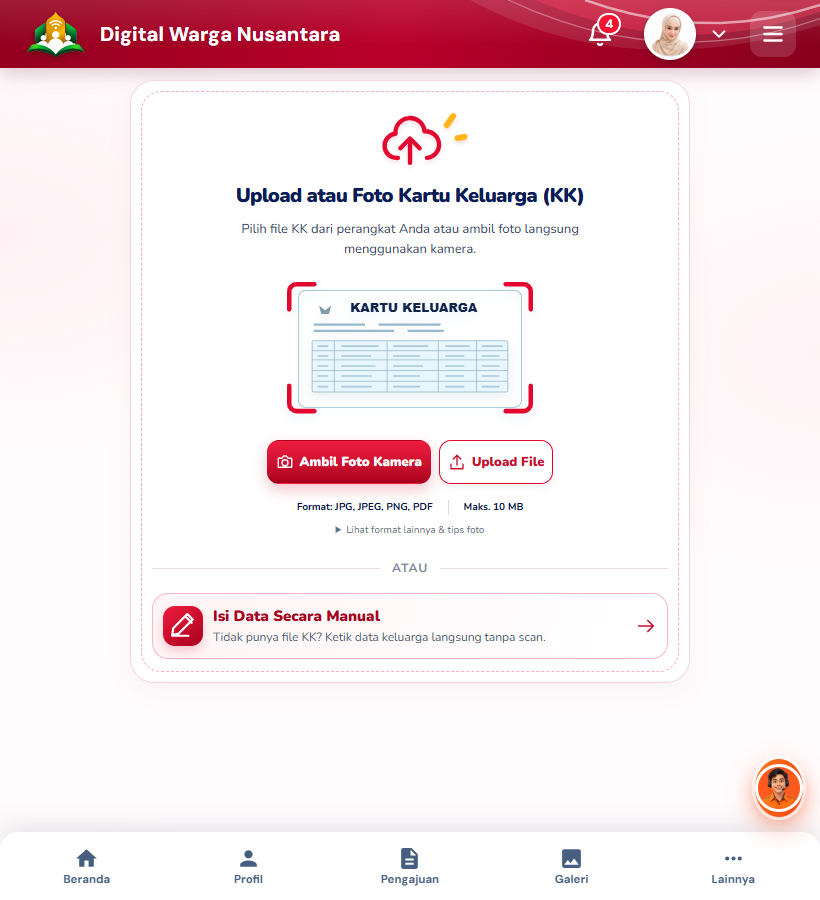 Digital Warga Nusantara
4
Upload atau Foto Kartu Keluarga (KK)
Pilih file KK dari perangkat Anda atau ambil foto langsung
menggunakan kamera.
KARTU KELUARGA
Ambil Foto Kamera
Upload File
Format: JPG, JPEG, PNG, PDF
Maks. 10 MB
▶ Lihat format lainnya & tips foto
ATAU
Isi Data Secara Manual
Tidak punya file KK? Ketik data keluarga langsung tanpa scan.
Beranda
Profil
Pengajuan
Galeri
Lainnya